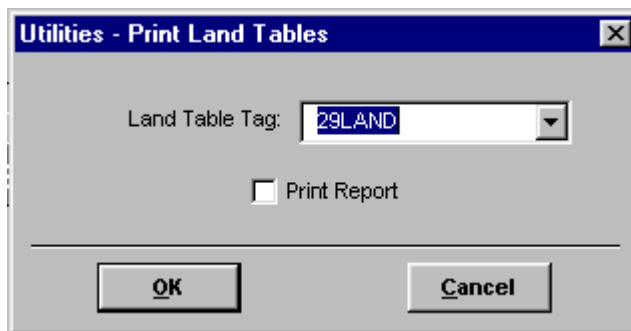 Utilities - Print Land Tables
Land Table Tag: 29LAND
Print Report
OK Cancel